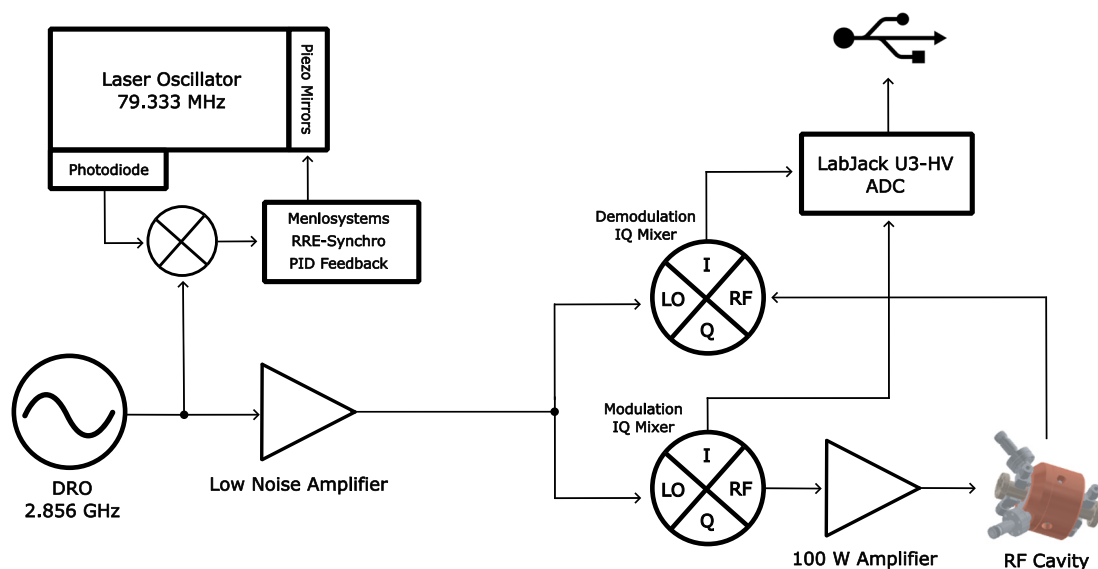 Laser Oscillator
79.333 MHz
Piezo Mirrors
Photodiode
Menlosystems
RRE-Synchro
PID Feedback
LabJack U3-HV
ADC
Demodulation
IQ Mixer
I
LO
RF
Q
DRO
2.856 GHz
Low Noise Amplifier
Modulation
IQ Mixer
I
LO
RF
Q
100 W Amplifier
RF Cavity